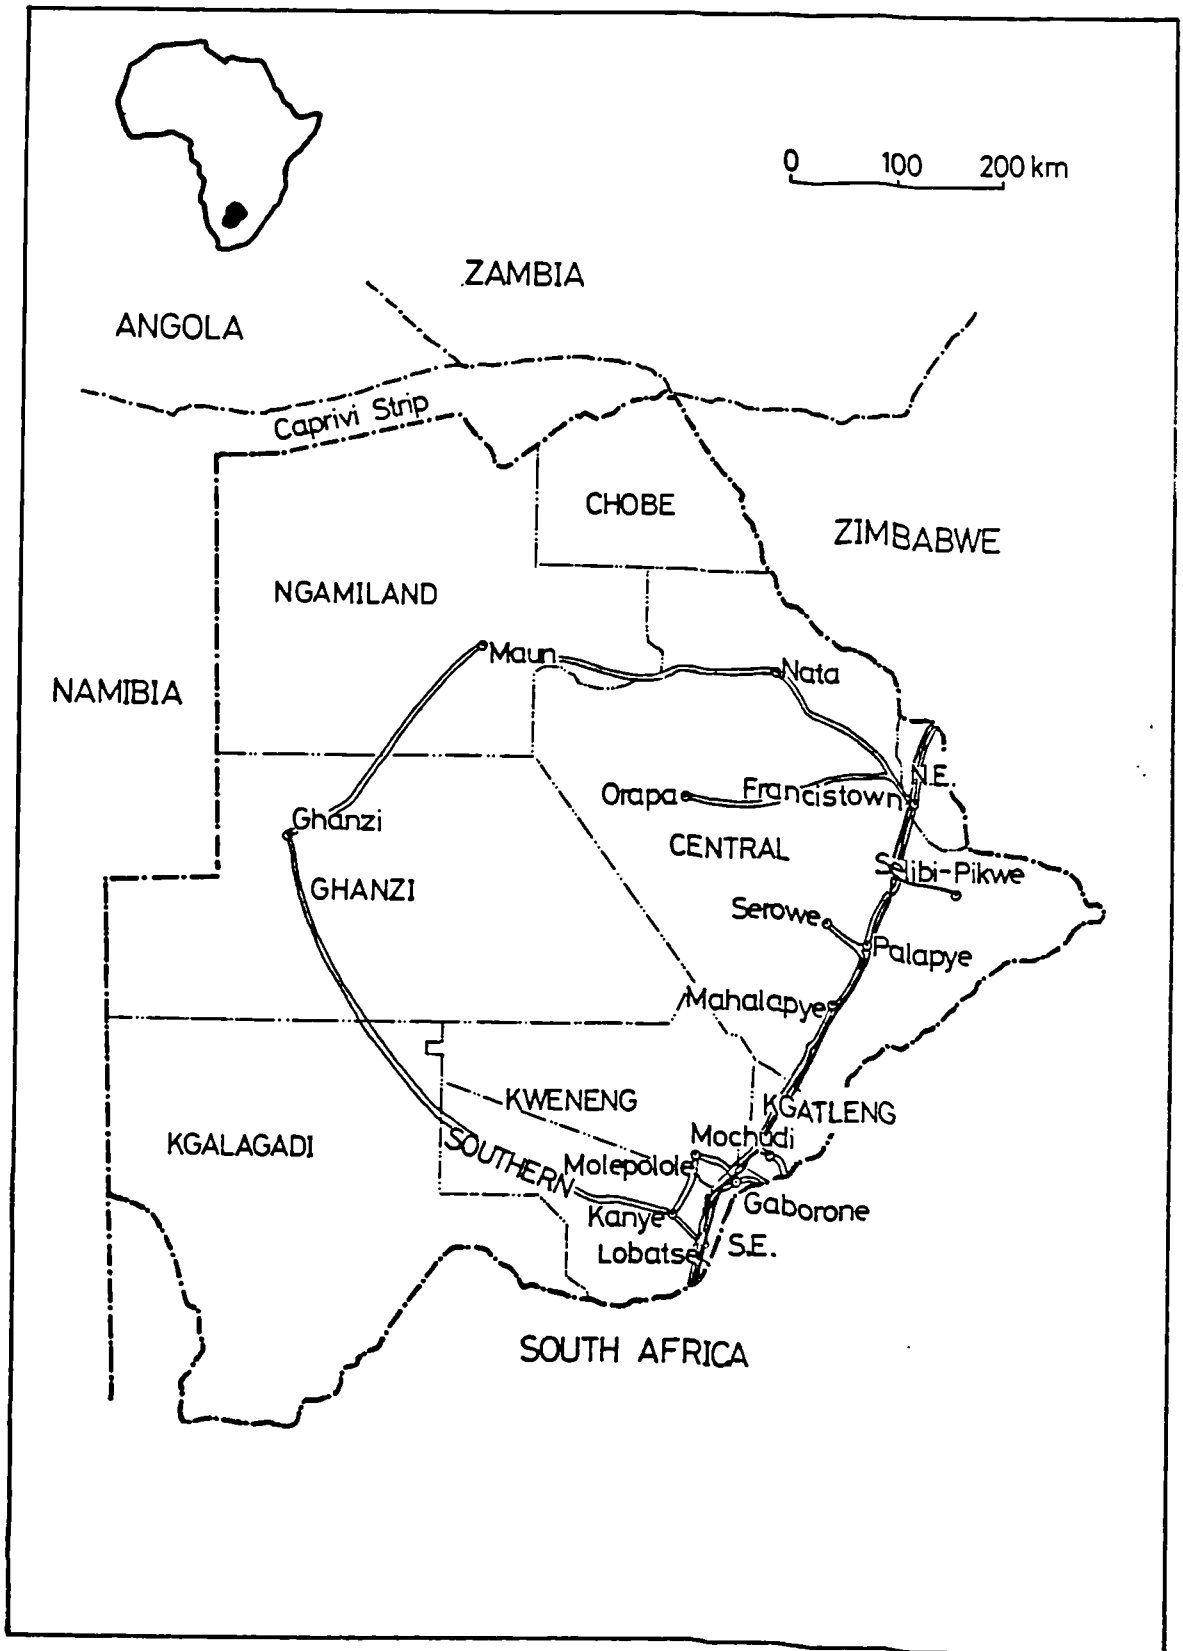 0 100 200 km
ZAMBIA
ANGOLA
Caprivi Strip
CHOBE
ZIMBABWE
NGAMILAND
Maun
Nata
NAMIBIA
N.E.
Orapa
Francistown
Ghanzi
CENTRAL
Selibi-Pikwe
GHANZI
Serowe
Palapye
Mahalapye
KWENENG
KGATLENG
Mochudi
KGALAGADI
SOUTHERN
Molepolole
Kanye
Gaborone
Lobatse
S.E.
SOUTH AFRICA